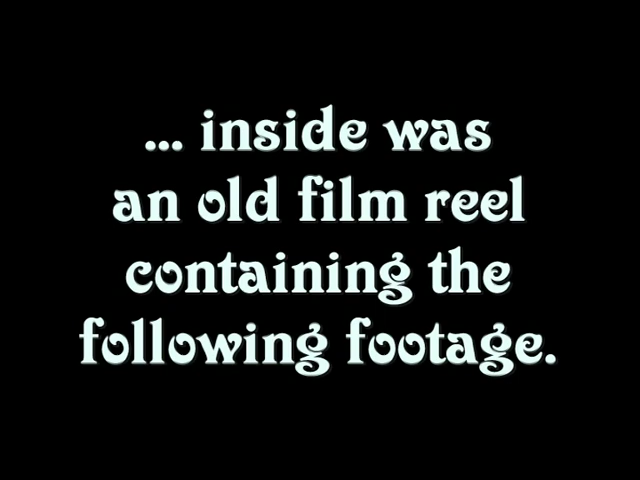 ... inside was
an old film reel
containing the
following footage.